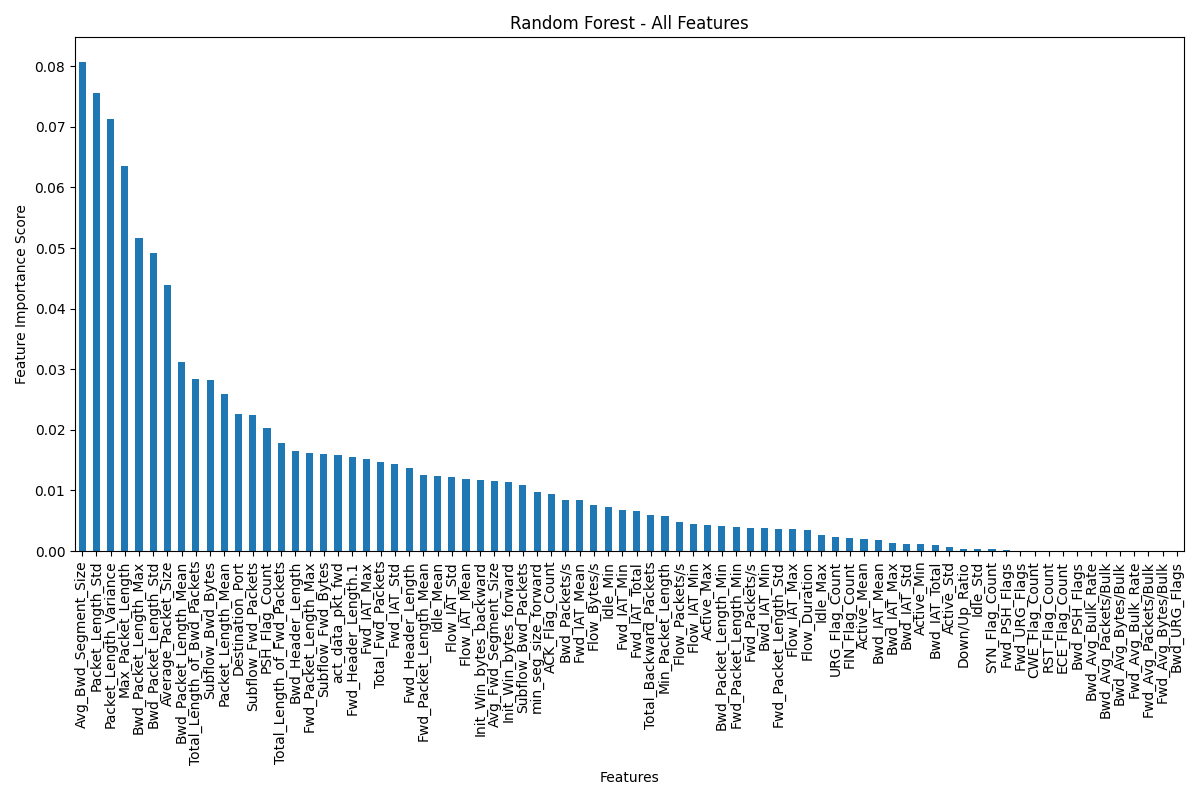 Random Forest - All Features
Feature Importance Score
0.08
0.07
0.06
0.05
0.04
0.03
0.02
0.01
0.00
Avg_Bwd_Segment_Size
Packet_Length_Std
Packet_Length_Variance
Max_Packet_Length
Bwd_Packet_Length_Max
Bwd_Packet_Length_Std
Average_Packet_Size
Bwd_Packet_Length_Mean
Total_Length_of_Bwd_Packets
Subflow_Bwd_Bytes
Packet_Length_Mean
Destination_Port
Subflow_Fwd_Packets
PSH_Flag_Count
Total_Length_of_Fwd_Packets
Bwd_Header_Length
Fwd_Packet_Length_Max
Subflow_Fwd_Bytes
act_data_pkt_fwd
Fwd_Header_Length.1
Fwd_IAT_Max
Total_Fwd_Packets
Fwd_IAT_Std
Fwd_Header_Length
Fwd_Packet_Length_Mean
Idle_Mean
Flow_IAT_Std
Flow_IAT_Mean
Init_Win_bytes_backward
Avg_Fwd_Segment_Size
Init_Win_bytes_forward
Subflow_Bwd_Packets
min_seg_size_forward
ACK_Flag_Count
Bwd_Packets/s
Fwd_IAT_Mean
Flow_Bytes/s
Idle_Min
Fwd_IAT_Min
Fwd_IAT_Total
Total_Backward_Packets
Min_Packet_Length
Flow_Packets/s
Flow_IAT_Min
Active_Max
Bwd_Packet_Length_Min
Fwd_Packet_Length_Min
Fwd_Packets/s
Bwd_IAT_Min
Fwd_Packet_Length_Std
Flow_IAT_Max
Flow_Duration
Idle_Max
URG_Flag_Count
FIN_Flag_Count
Active_Mean
Bwd_IAT_Mean
Bwd_IAT_Max
Bwd_IAT_Std
Active_Min
Bwd_IAT_Total
Active_Std
Down/Up_Ratio
Idle_Std
SYN_Flag_Count
Fwd_PSH_Flags
Fwd_URG_Flags
CWE_Flag_Count
RST_Flag_Count
ECE_Flag_Count
Bwd_PSH_Flags
Bwd_Avg_Bulk_Rate
Bwd_Avg_Packets/Bulk
Bwd_Avg_Bytes/Bulk
Fwd_Avg_Bulk_Rate
Fwd_Avg_Packets/Bulk
Fwd_Avg_Bytes/Bulk
Bwd_URG_Flags
Features